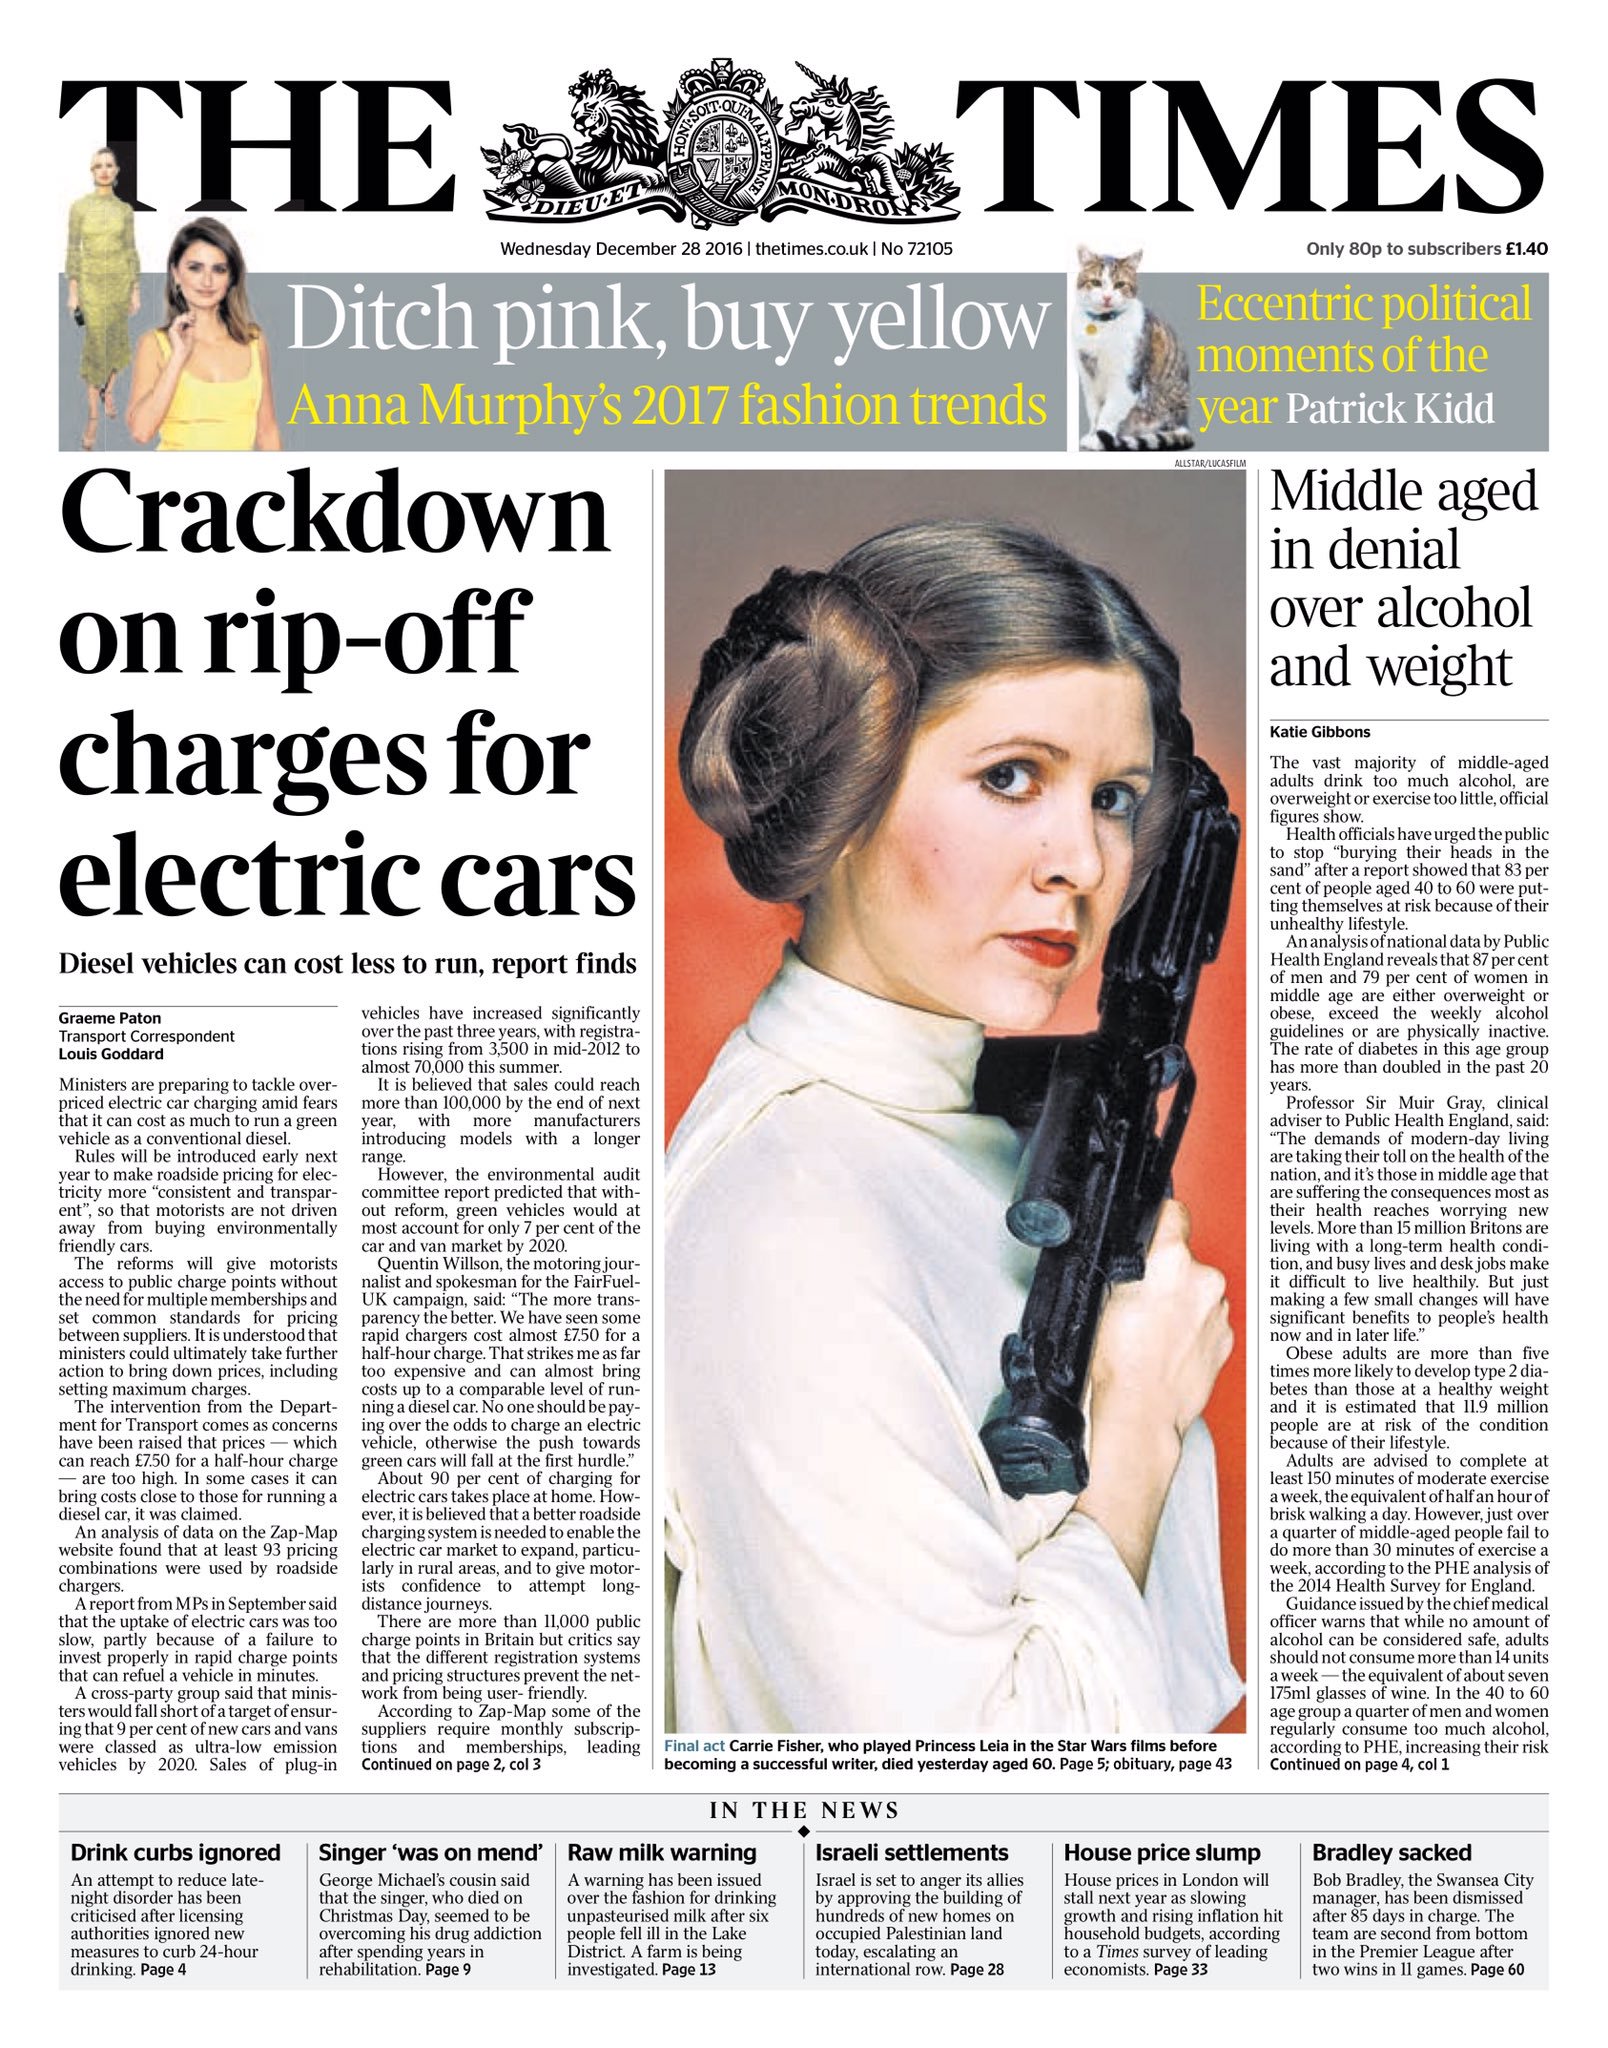 THE TIMES
HONI·SOIT·QUI·MAL·Y·PENSE
DIEU·ET MON·DROIT
Wednesday December 28 2016 | thetimes.co.uk | No 72105
Only 80p to subscribers £1.40
Ditch pink, buy yellow
Anna Murphy's 2017 fashion trends
Eccentric political
moments of the
year Patrick Kidd
Crackdown
on rip-off
charges for
electric cars
Diesel vehicles can cost less to run, report finds
Graeme Paton
Transport Correspondent
Louis Goddard
Ministers are preparing to tackle over-
priced electric car charging amid fears
that it can cost as much to run a green
vehicle as a conventional diesel.
Rules will be introduced early next
year to make roadside pricing for elec-
tricity more “consistent and transpar-
ent”, so that motorists are not driven
away from buying environmentally
friendly cars.
The reforms will give motorists
access to public charge points without
the need for multiple memberships and
set common standards for pricing
between suppliers. It is understood that
ministers could ultimately take further
action to bring down prices, including
setting maximum charges.
The intervention from the Depart-
ment for Transport comes as concerns
have been raised that prices — which
can reach £7.50 for a half-hour charge
— are too high. In some cases it can
bring costs close to those for running a
diesel car, it was claimed.
An analysis of data on the Zap-Map
website found that at least 93 pricing
combinations were used by roadside
chargers.
A report from MPs in September said
that the uptake of electric cars was too
slow, partly because of a failure to
invest properly in rapid charge points
that can refuel a vehicle in minutes.
A cross-party group said that minis-
ters would fall short of a target of ensur-
ing that 9 per cent of new cars and vans
were classed as ultra-low emission
vehicles by 2020. Sales of plug-in
vehicles have increased significantly
over the past three years, with registra-
tions rising from 3,500 in mid-2012 to
almost 70,000 this summer.
It is believed that sales could reach
more than 100,000 by the end of next
year, with more manufacturers
introducing models with a longer
range.
However, the environmental audit
committee report predicted that with-
out reform, green vehicles would at
most account for only 7 per cent of the
car and van market by 2020.
Quentin Willson, the motoring jour-
nalist and spokesman for the FairFuel-
UK campaign, said: “The more trans-
parency the better. We have seen some
rapid chargers cost almost £7.50 for a
half-hour charge. That strikes me as far
too expensive and can almost bring
costs up to a comparable level of run-
ning a diesel car. No one should be pay-
ing over the odds to charge an electric
vehicle, otherwise the push towards
green cars will fall at the first hurdle.”
About 90 per cent of charging for
electric cars takes place at home. How-
ever, it is believed that a better roadside
charging system is needed to enable the
electric car market to expand, particu-
larly in rural areas, and to give motor-
ists confidence to attempt long-
distance journeys.
There are more than 11,000 public
charge points in Britain but critics say
that the different registration systems
and pricing structures prevent the net-
work from being user- friendly.
According to Zap-Map some of the
suppliers require monthly subscrip-
tions and memberships, leading
Continued on page 2, col 3
ALLSTAR/LUCASFILM
Final act Carrie Fisher, who played Princess Leia in the Star Wars films before
becoming a successful writer, died yesterday aged 60. Page 5; obituary, page 43
Middle aged
in denial
over alcohol
and weight
Katie Gibbons
The vast majority of middle-aged
adults drink too much alcohol, are
overweight or exercise too little, official
figures show.
Health officials have urged the public
to stop “burying their heads in the
sand” after a report showed that 83 per
cent of people aged 40 to 60 were put-
ting themselves at risk because of their
unhealthy lifestyle.
An analysis of national data by Public
Health England reveals that 87 per cent
of men and 79 per cent of women in
middle age are either overweight or
obese, exceed the weekly alcohol
guidelines or are physically inactive.
The rate of diabetes in this age group
has more than doubled in the past 20
years.
Professor Sir Muir Gray, clinical
adviser to Public Health England, said:
“The demands of modern-day living
are taking their toll on the health of the
nation, and it's those in middle age that
are suffering the consequences most as
their health reaches worrying new
levels. More than 15 million Britons are
living with a long-term health condi-
tion, and busy lives and desk jobs make
it difficult to live healthily. But just
making a few small changes will have
significant benefits to people's health
now and in later life.”
Obese adults are more than five
times more likely to develop type 2 dia-
betes than those at a healthy weight
and it is estimated that 11.9 million
people are at risk of the condition
because of their lifestyle.
Adults are advised to complete at
least 150 minutes of moderate exercise
a week, the equivalent of half an hour of
brisk walking a day. However, just over
a quarter of middle-aged people fail to
do more than 30 minutes of exercise a
week, according to the PHE analysis of
the 2014 Health Survey for England.
Guidance issued by the chief medical
officer warns that while no amount of
alcohol can be considered safe, adults
should not consume more than 14 units
a week — the equivalent of about seven
175ml glasses of wine. In the 40 to 60
age group a quarter of men and women
regularly consume too much alcohol,
according to PHE, increasing their risk
Continued on page 4, col 1
IN THE NEWS
Drink curbs ignored
An attempt to reduce late-
night disorder has been
criticised after licensing
authorities ignored new
measures to curb 24-hour
drinking. Page 4
Singer ‘was on mend’
George Michael's cousin said
that the singer, who died on
Christmas Day, seemed to be
overcoming his drug addiction
after spending years in
rehabilitation. Page 9
Raw milk warning
A warning has been issued
over the fashion for drinking
unpasteurised milk after six
people fell ill in the Lake
District. A farm is being
investigated. Page 13
Israeli settlements
Israel is set to anger its allies
by approving the building of
hundreds of new homes on
occupied Palestinian land
today, escalating an
international row. Page 28
House price slump
House prices in London will
stall next year as slowing
growth and rising inflation hit
household budgets, according
to a Times survey of leading
economists. Page 33
Bradley sacked
Bob Bradley, the Swansea City
manager, has been dismissed
after 85 days in charge. The
team are second from bottom
in the Premier League after
two wins in 11 games. Page 60